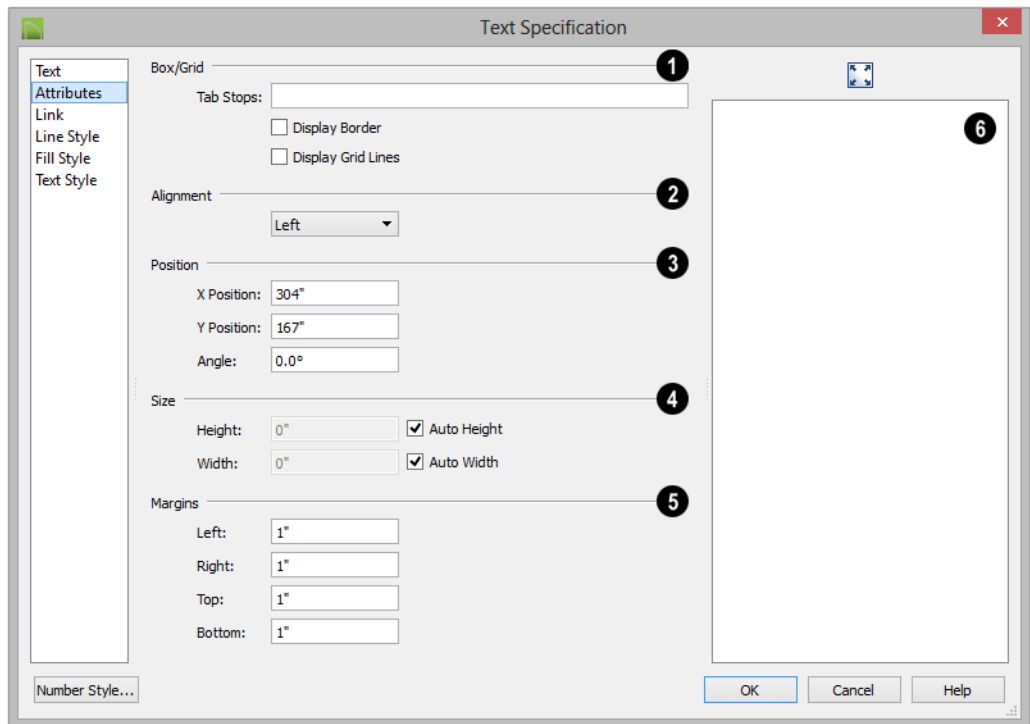 Text Specification
Text
Attributes
Link
Line Style
Fill Style
Text Style
Box/Grid 1
Tab Stops:
Display Border
Display Grid Lines
Alignment 2
Left
Position 3
X Position: 304"
Y Position: 167"
Angle: 0.0°
Size 4
Height: 0" Auto Height
Width: 0" Auto Width
Margins 5
Left: 1"
Right: 1"
Top: 1"
Bottom: 1"
6
Number Style...
OK Cancel Help